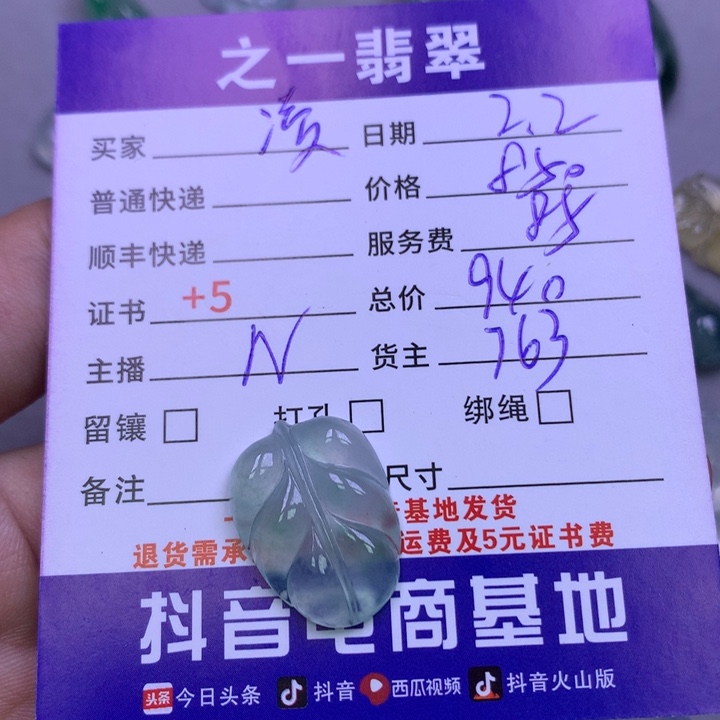 之一翡翠
买家 凌 日期 2.2
普通快递 价格 850
顺丰快递 服务费 85
证书 +5 总价 940
主播 N 货主 763
留镶 打孔 绑绳
备注 尺寸
基地发货
退货需承 运费及5元证书费
抖音电商基地
头条 今日头条 抖音 西瓜视频 抖音火山版